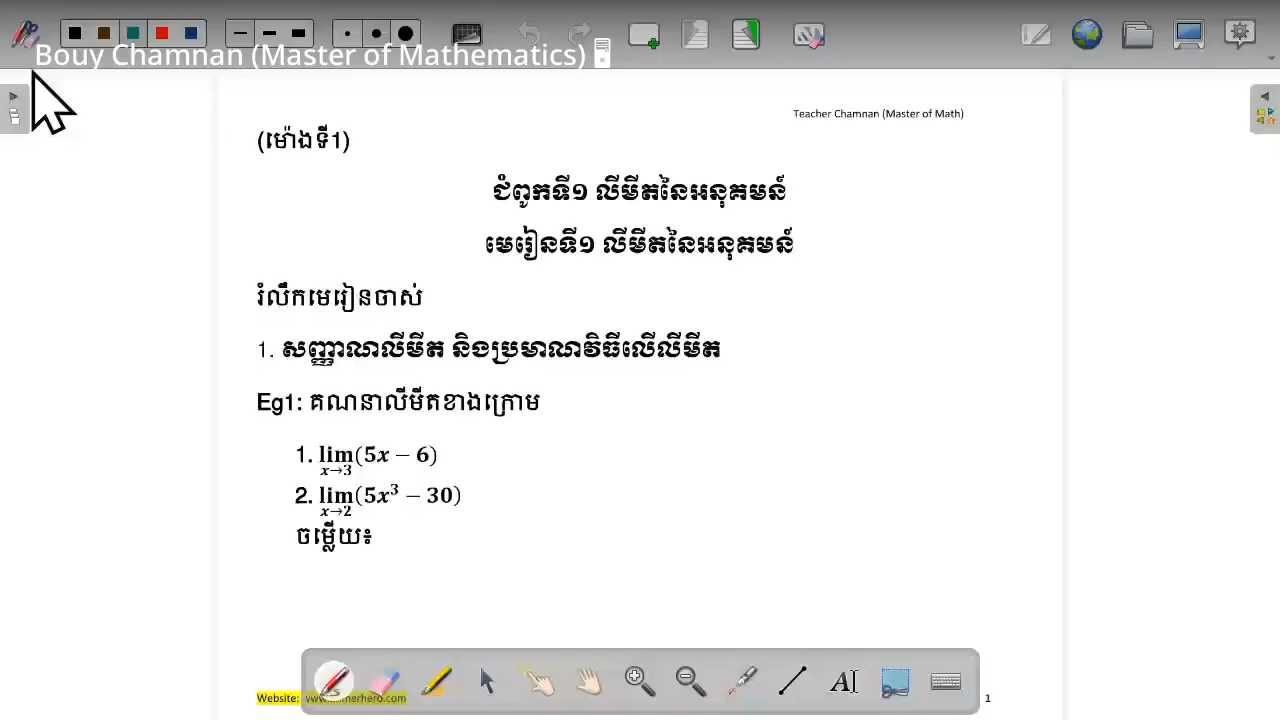 Bouy Chamnan (Master of Mathematics)
Teacher Chamnan (Master of Math)
(ម៉ោងទី1)
ជំពូកទី១ លីមីតនៃអនុគមន៍
មេរៀនទី១ លីមីតនៃអនុគមន៍
រំលឹកមេរៀនចាស់
1. សញ្ញាណលីមីត និងប្រមាណវិធីលើលីមីត
Eg1: គណនាលីមីតខាងក្រោម
1. lim x→3 (5x − 6)
2. lim x→2 (5x³ − 30)
ចម្លើយ៖
Website:
1